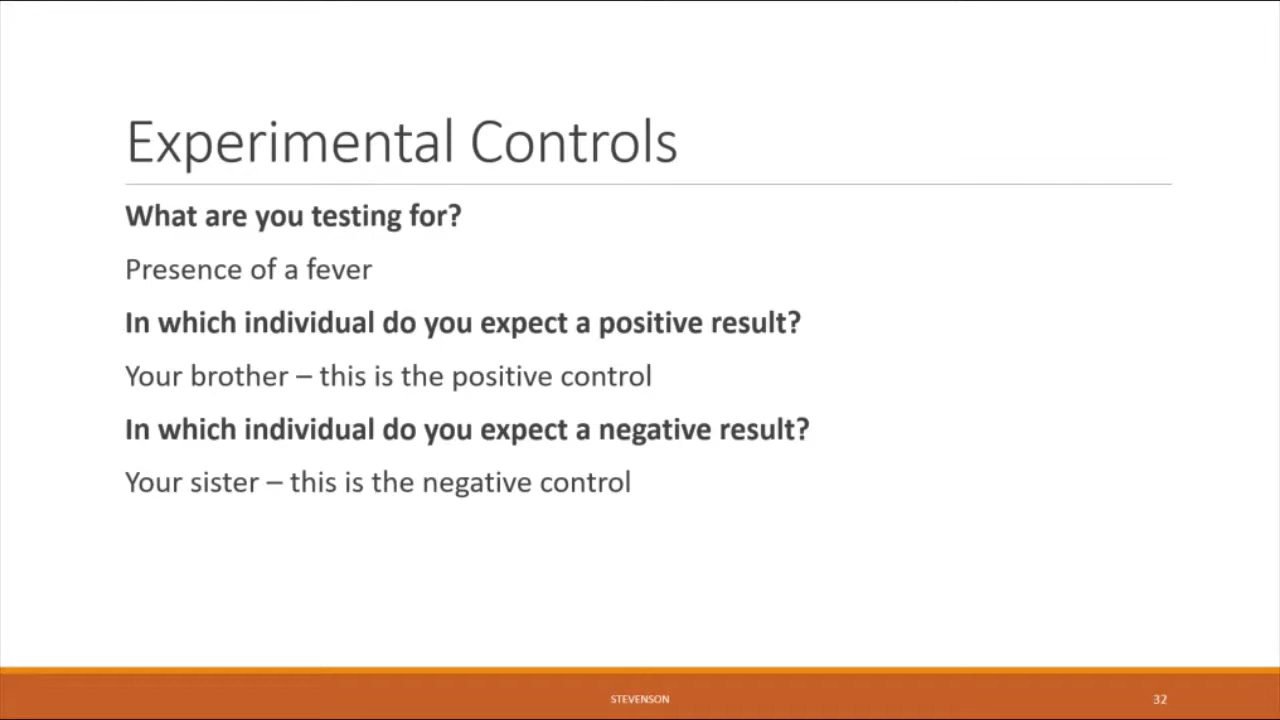 Experimental Controls
What are you testing for?
Presence of a fever
In which individual do you expect a positive result?
Your brother – this is the positive control
In which individual do you expect a negative result?
Your sister – this is the negative control
STEVENSON
32